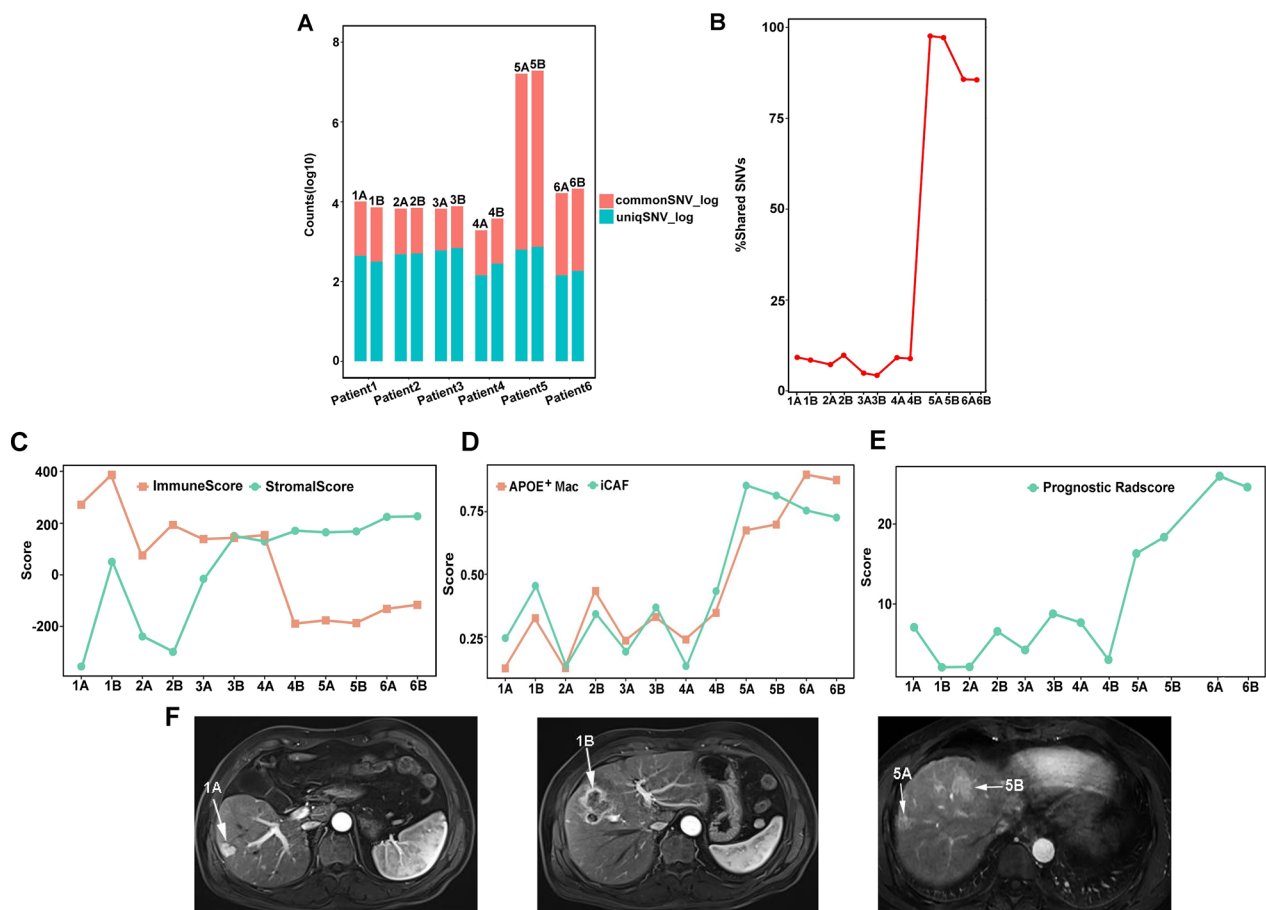 A
Counts(log10)
8
6
4
2
0
1A 1B 2A 2B 3A 3B 4A 4B 5A 5B 6A 6B
Patient1 Patient2 Patient3 Patient4 Patient5 Patient6
commonSNV_log
uniqSNV_log
B
%Shared SNVs
100
75
50
25
0
1A 1B 2A 2B 3A 3B 4A 4B 5A 5B 6A 6B
C
Score
400
200
0
-200
ImmuneScore StromalScore
1A 1B 2A 2B 3A 3B 4A 4B 5A 5B 6A 6B
D
Score
0.75
0.50
0.25
APOE+ Mac iCAF
1A 1B 2A 2B 3A 3B 4A 4B 5A 5B 6A 6B
E
Score
20
10
Prognostic Radscore
1A 1B 2A 2B 3A 3B 4A 4B 5A 5B 6A 6B
F
1A
1B
5A
5B